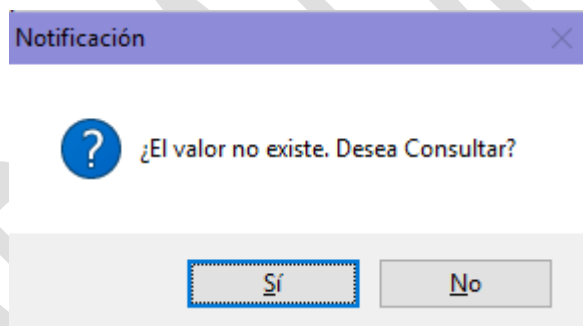 Notificación
¿El valor no existe. Desea Consultar?
Sí
No